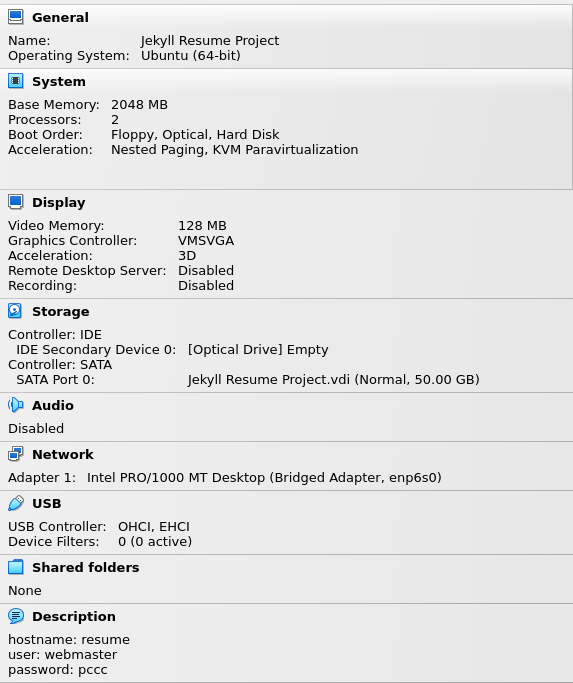 General
Name: Jekyll Resume Project
Operating System: Ubuntu (64-bit)
System
Base Memory: 2048 MB
Processors: 2
Boot Order: Floppy, Optical, Hard Disk
Acceleration: Nested Paging, KVM Paravirtualization
Display
Video Memory: 128 MB
Graphics Controller: VMSVGA
Acceleration: 3D
Remote Desktop Server: Disabled
Recording: Disabled
Storage
Controller: IDE
IDE Secondary Device 0: [Optical Drive] Empty
Controller: SATA
SATA Port 0: Jekyll Resume Project.vdi (Normal, 50.00 GB)
Audio
Disabled
Network
Adapter 1: Intel PRO/1000 MT Desktop (Bridged Adapter, enp6s0)
USB
USB Controller: OHCI, EHCI
Device Filters: 0 (0 active)
Shared folders
None
Description
hostname: resume
user: webmaster
password: pccc